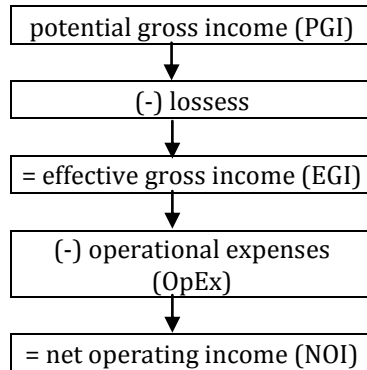 potential gross income (PGI)
(-) lossess
= effective gross income (EGI)
(-) operational expenses
(OpEx)
= net operating income (NOI)